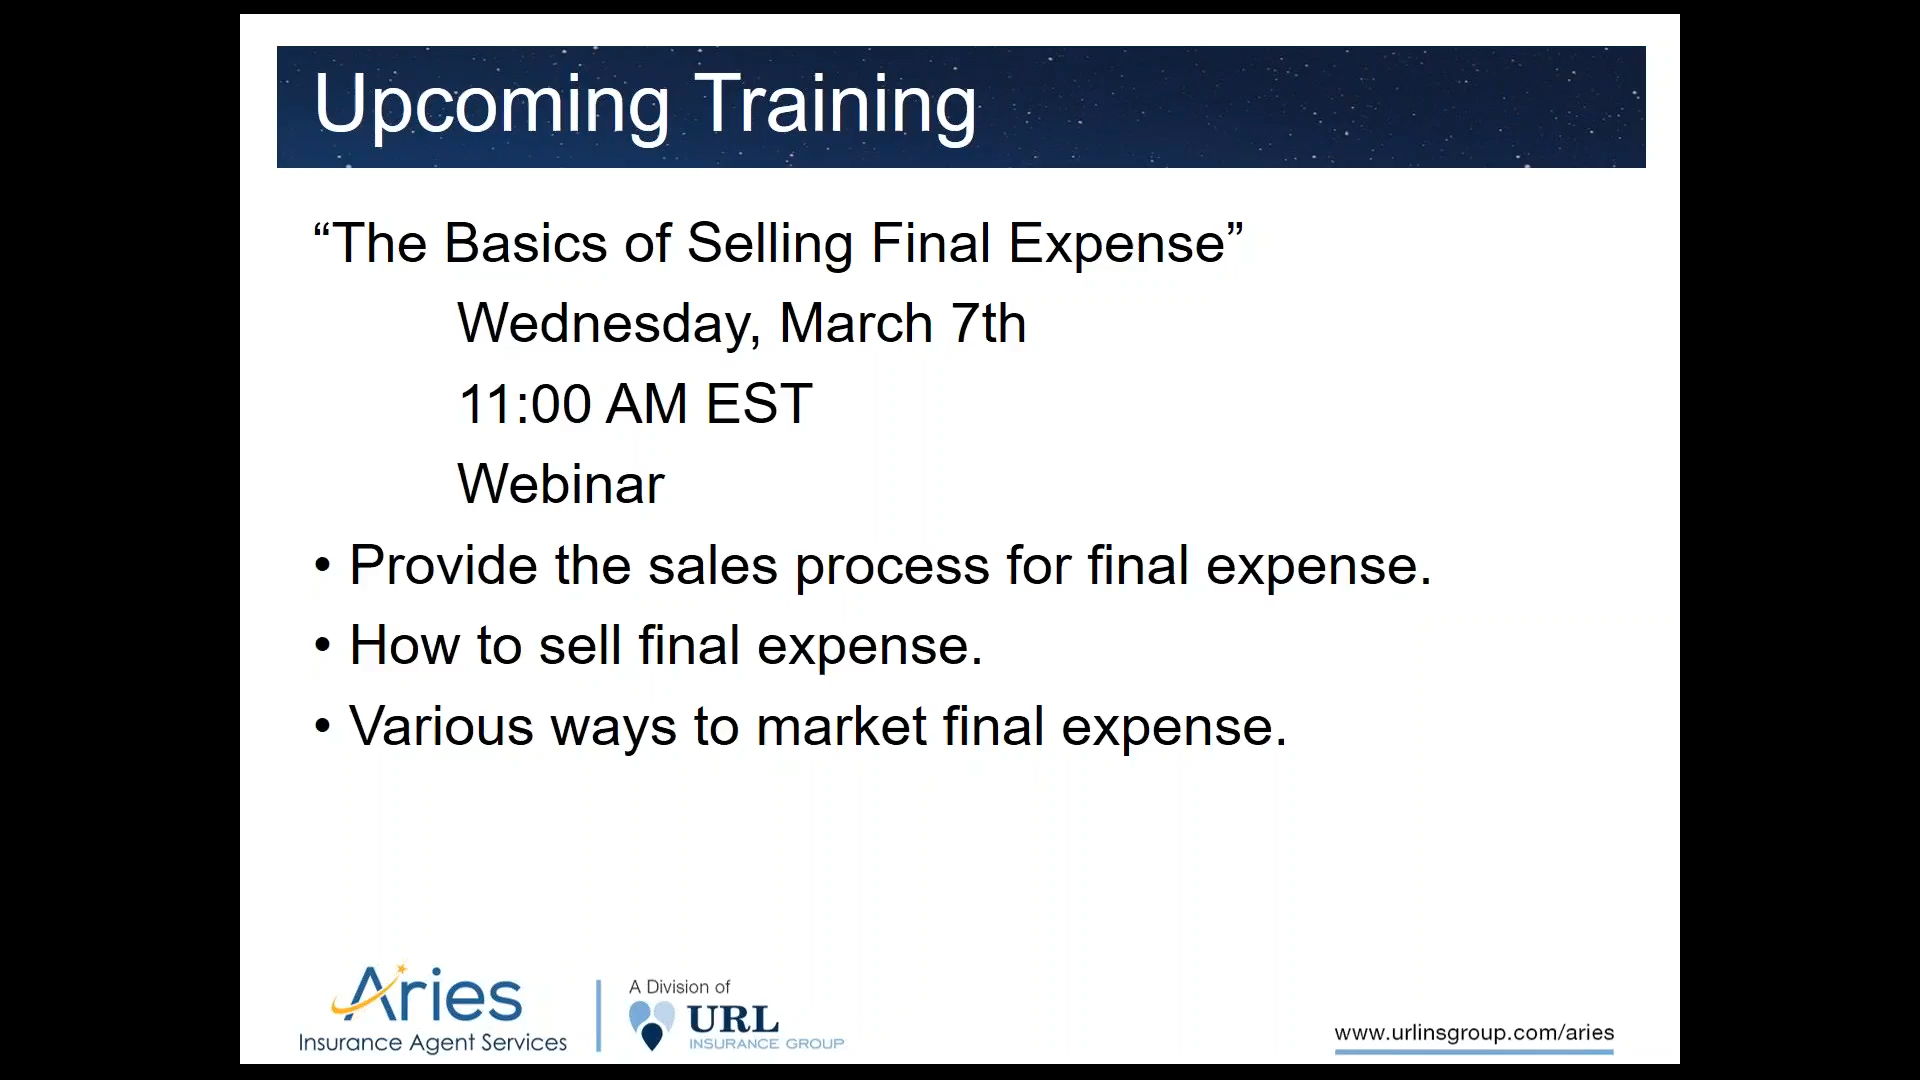 Upcoming Training
“The Basics of Selling Final Expense”
Wednesday, March 7th
11:00 AM EST
Webinar
• Provide the sales process for final expense.
• How to sell final expense.
• Various ways to market final expense.
Aries
Insurance Agent Services
A Division of
URL
INSURANCE GROUP
www.urlinsgroup.com/aries